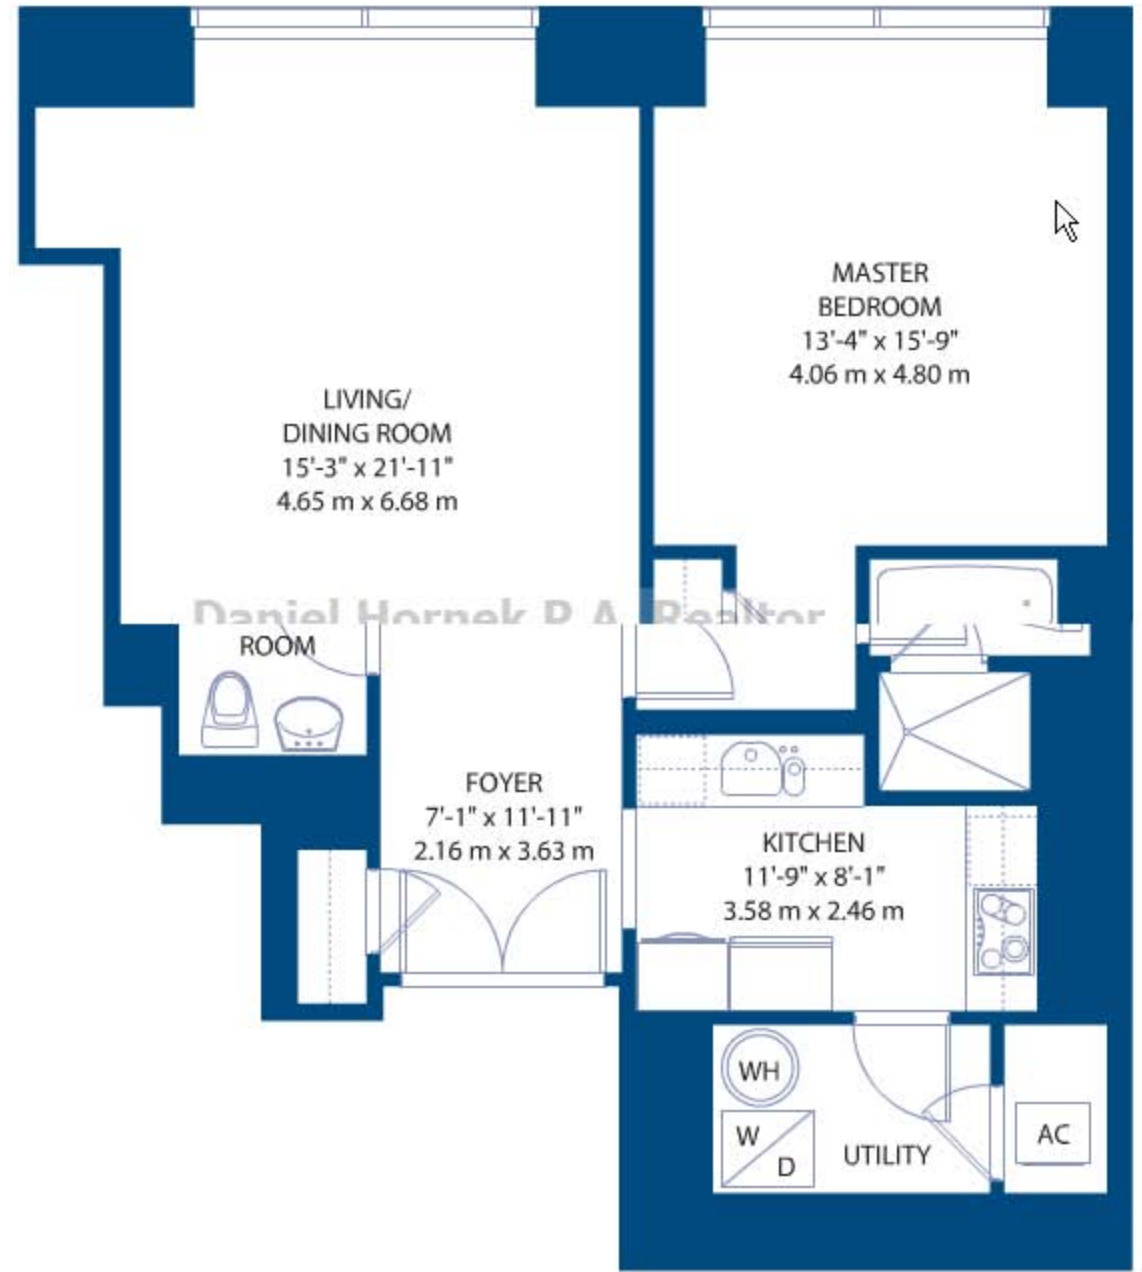 MASTER
BEDROOM
13'-4" x 15'-9"
4.06 m x 4.80 m
LIVING/
DINING ROOM
15'-3" x 21'-11"
4.65 m x 6.68 m
Daniel Hornek P.A. Realtor
ROOM
FOYER
7'-1" x 11'-11"
2.16 m x 3.63 m
KITCHEN
11'-9" x 8'-1"
3.58 m x 2.46 m
WH
W
D
UTILITY
AC